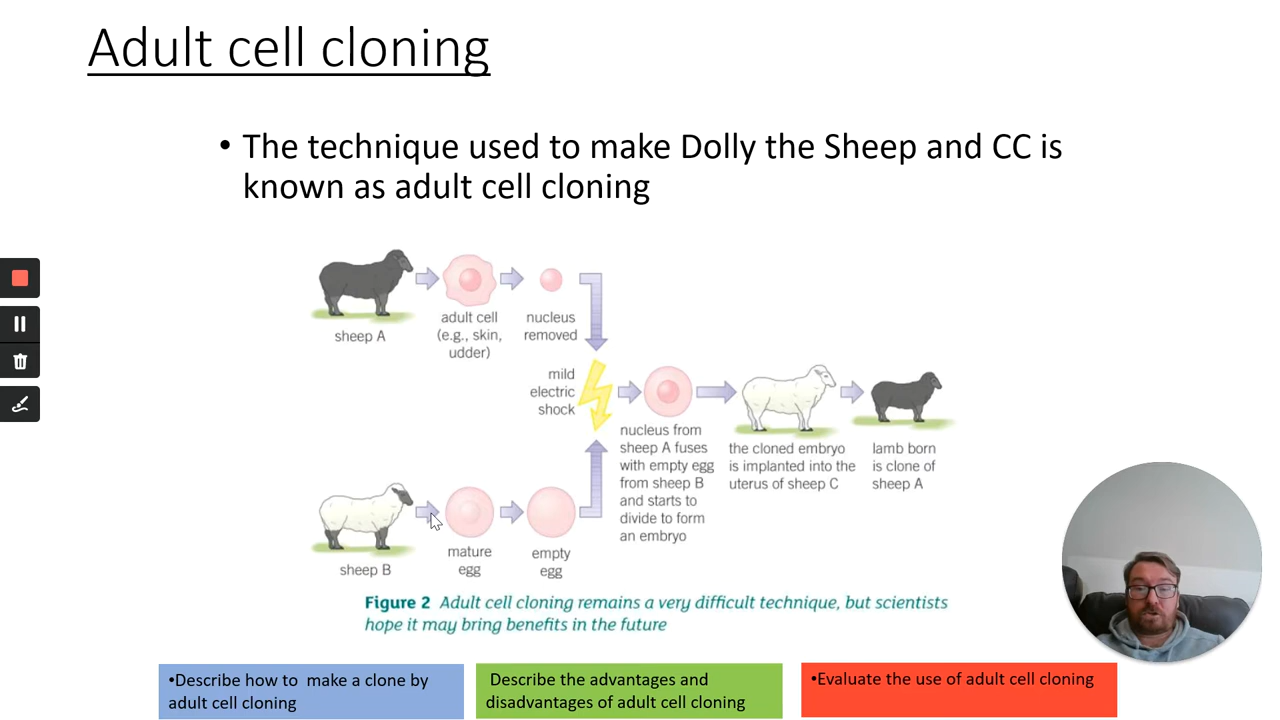 Adult cell cloning
• The technique used to make Dolly the Sheep and CC is
known as adult cell cloning
sheep A
adult cell
(e.g., skin,
udder)
nucleus
removed
mild
electric
shock
sheep B
mature
egg
empty
egg
nucleus from
sheep A fuses
with empty egg
from sheep B
and starts to
divide to form
an embryo
the cloned embryo
is implanted into the
uterus of sheep C
lamb born
is clone of
sheep A
Figure 2 Adult cell cloning remains a very difficult technique, but scientists
hope it may bring benefits in the future
•Describe how to make a clone by
adult cell cloning
Describe the advantages and
disadvantages of adult cell cloning
•Evaluate the use of adult cell cloning